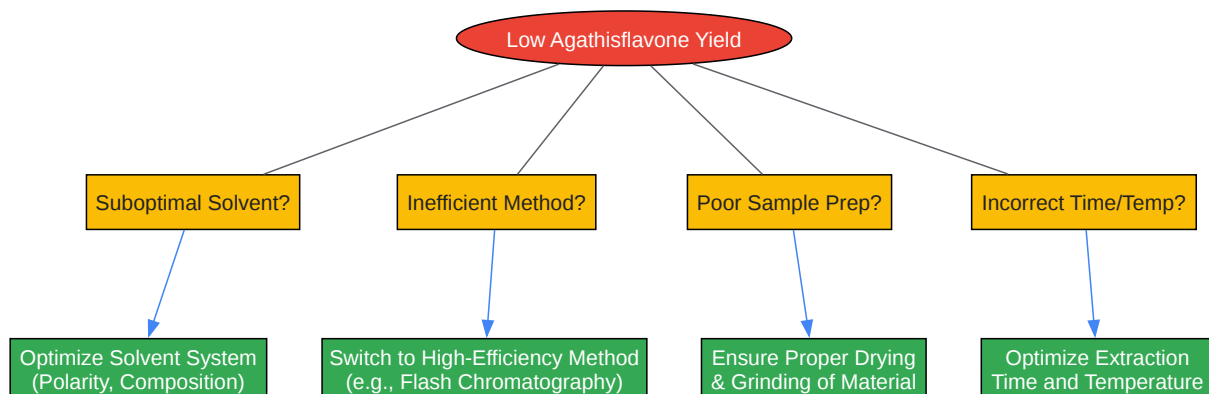 Low Agathisflavone Yield
Suboptimal Solvent?
Inefficient Method?
Poor Sample Prep?
Incorrect Time/Temp?
Optimize Solvent System
(Polarity, Composition)
Switch to High-Efficiency Method
(e.g., Flash Chromatography)
Ensure Proper Drying
& Grinding of Material
Optimize Extraction
Time and Temperature